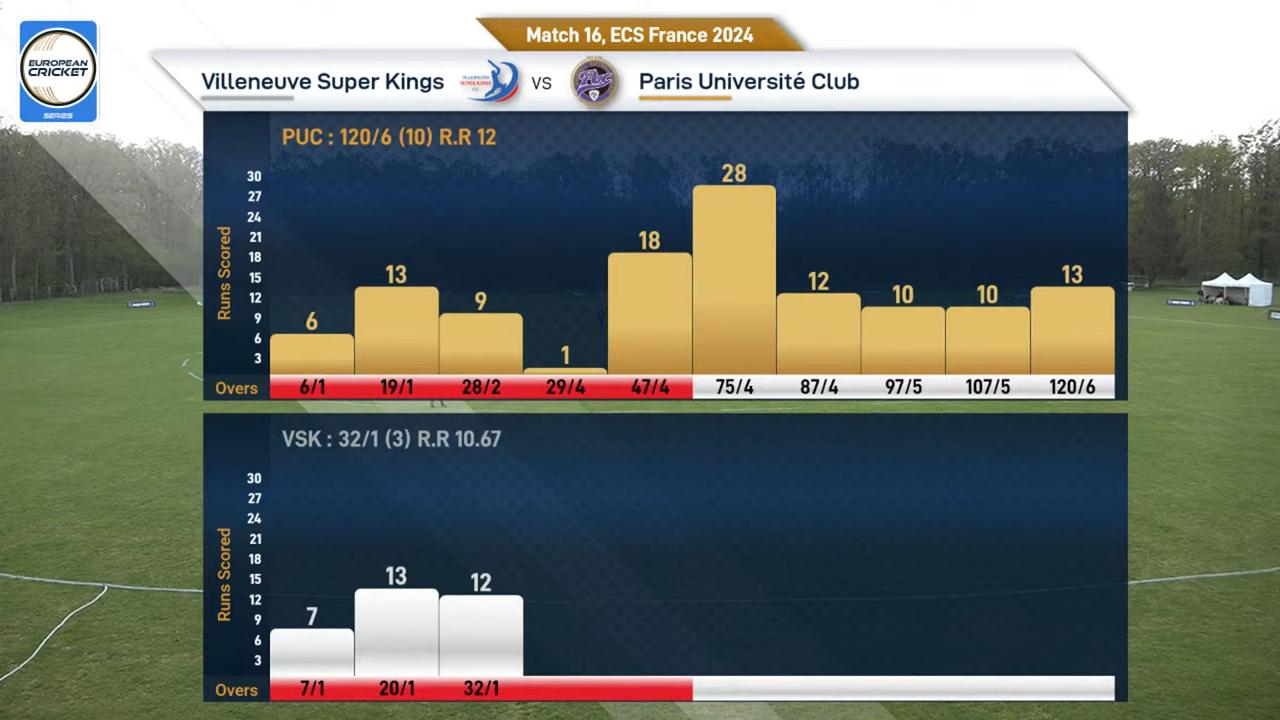 EUROPEAN
CRICKET
SERIES
Match 16, ECS France 2024
Villeneuve Super Kings VS Puc Paris Université Club
PUC : 120/6 (10) R.R 12
Runs Scored
30
27
24
21
18
15
12
9
6
3
6 13 9 1 18 28 12 10 10 13
Overs 6/1 19/1 28/2 29/4 47/4 75/4 87/4 97/5 107/5 120/6
VSK : 32/1 (3) R.R 10.67
Runs Scored
30
27
24
21
18
15
12
9
6
3
7 13 12
Overs 7/1 20/1 32/1